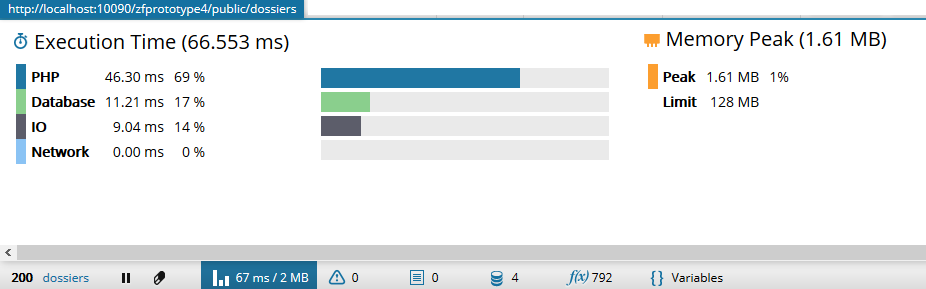 http://localhost:10090/zfprototype4/public/dossiers
Execution Time (66.553 ms)
PHP 46.30 ms 69 %
Database 11.21 ms 17 %
IO 9.04 ms 14 %
Network 0.00 ms 0 %
Memory Peak (1.61 MB)
Peak 1.61 MB 1%
Limit 128 MB
200 dossiers 67 ms / 2 MB 0 0 4 f(x) 792 {} Variables